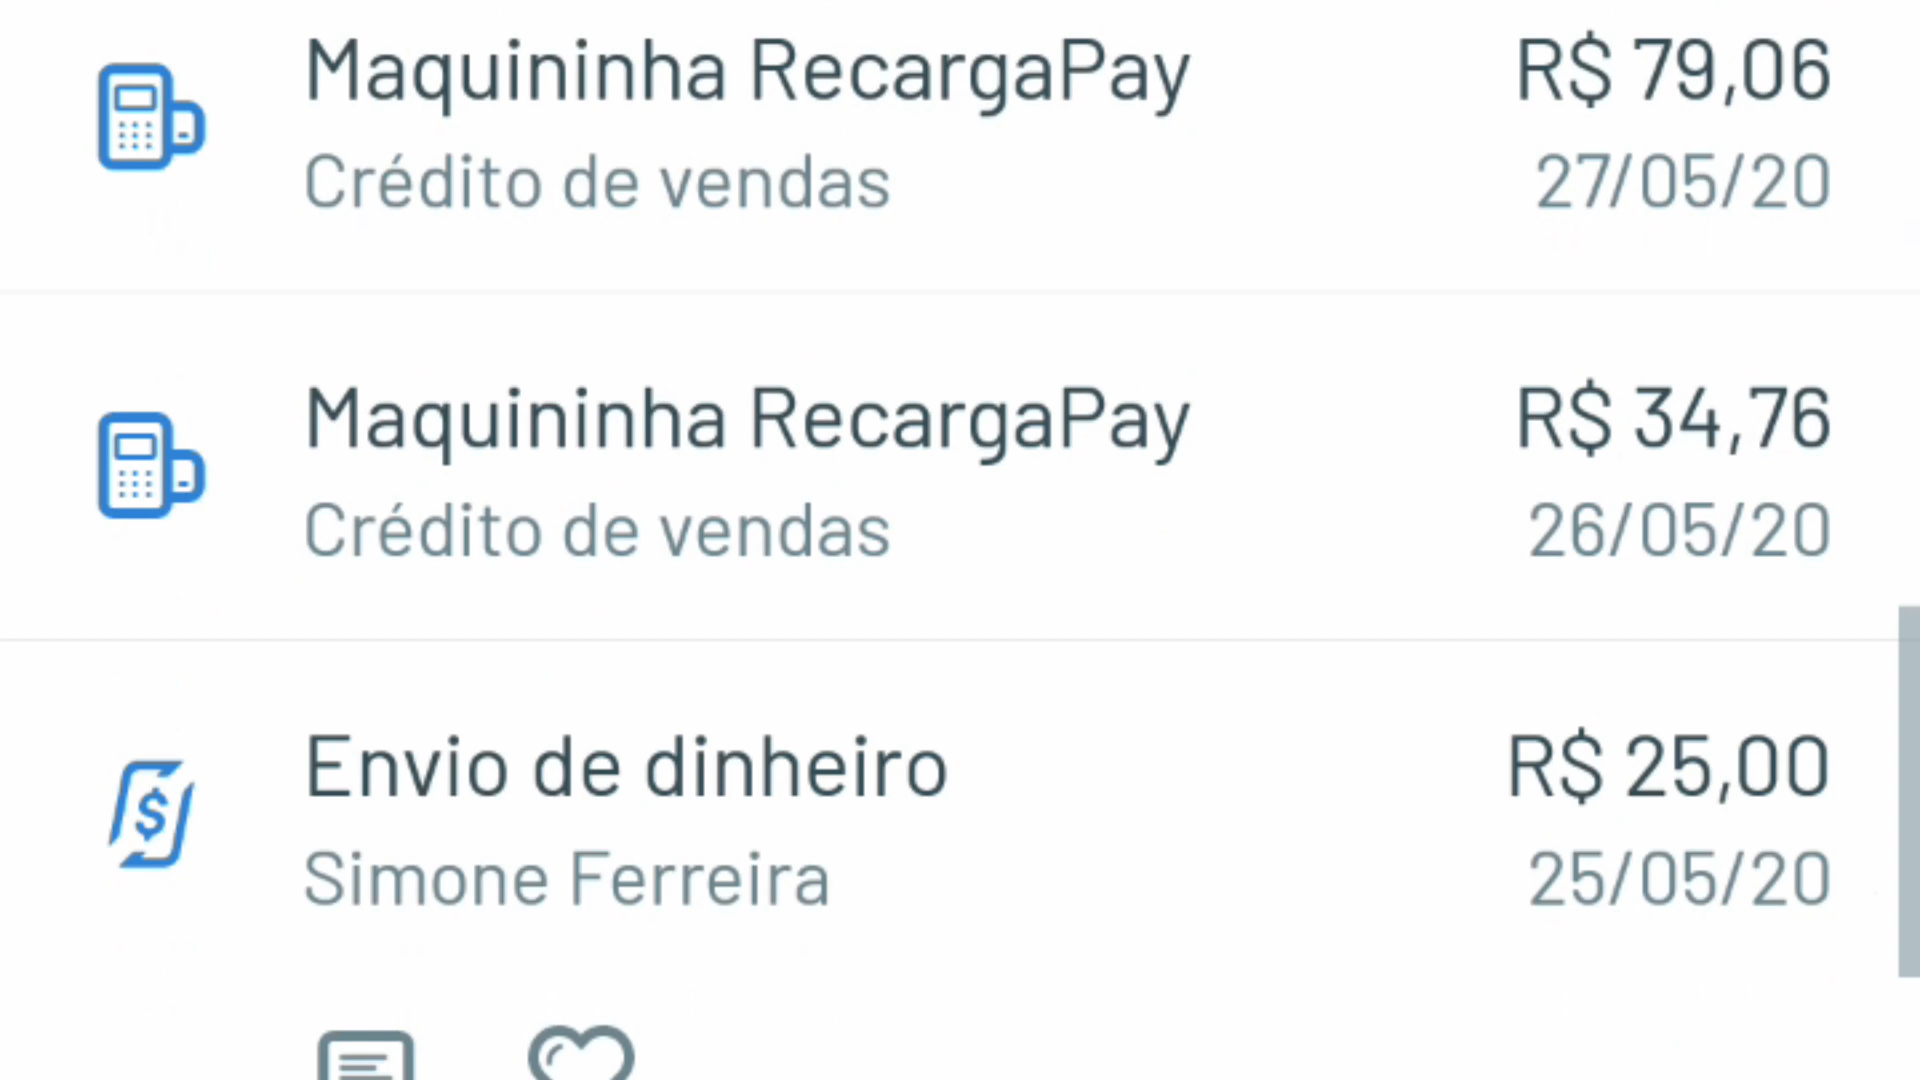 Maquininha RecargaPay R$ 79,06
Crédito de vendas 27/05/20
Maquininha RecargaPay R$ 34,76
Crédito de vendas 26/05/20
Envio de dinheiro R$ 25,00
Simone Ferreira 25/05/20